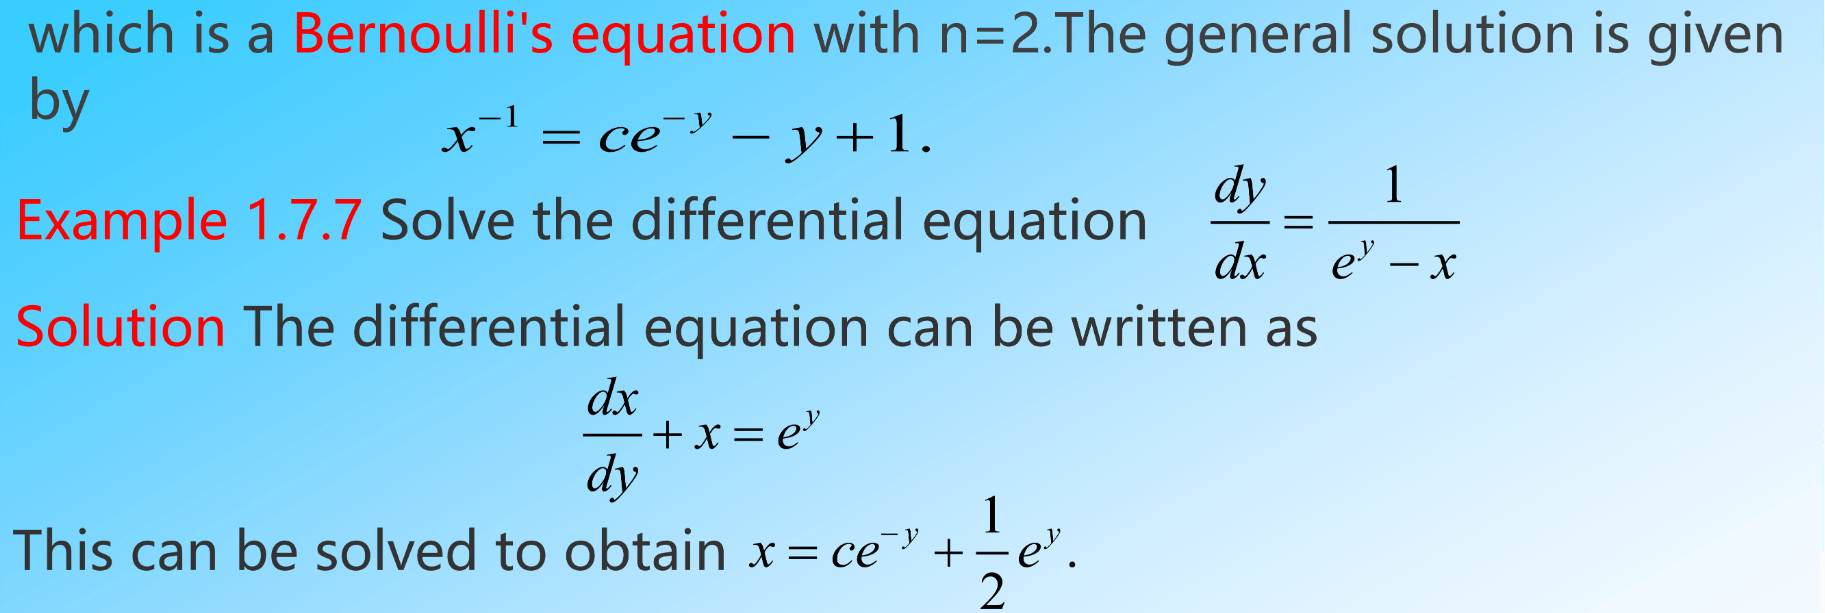 which is a Bernoulli's equation with n=2.The general solution is given
by
x^{-1} = ce^{-y} - y + 1.
Example 1.7.7 Solve the differential equation \frac{dy}{dx} = \frac{1}{e^y - x}
Solution The differential equation can be written as
\frac{dx}{dy} + x = e^y
This can be solved to obtain x = ce^{-y} + \frac{1}{2}e^y.